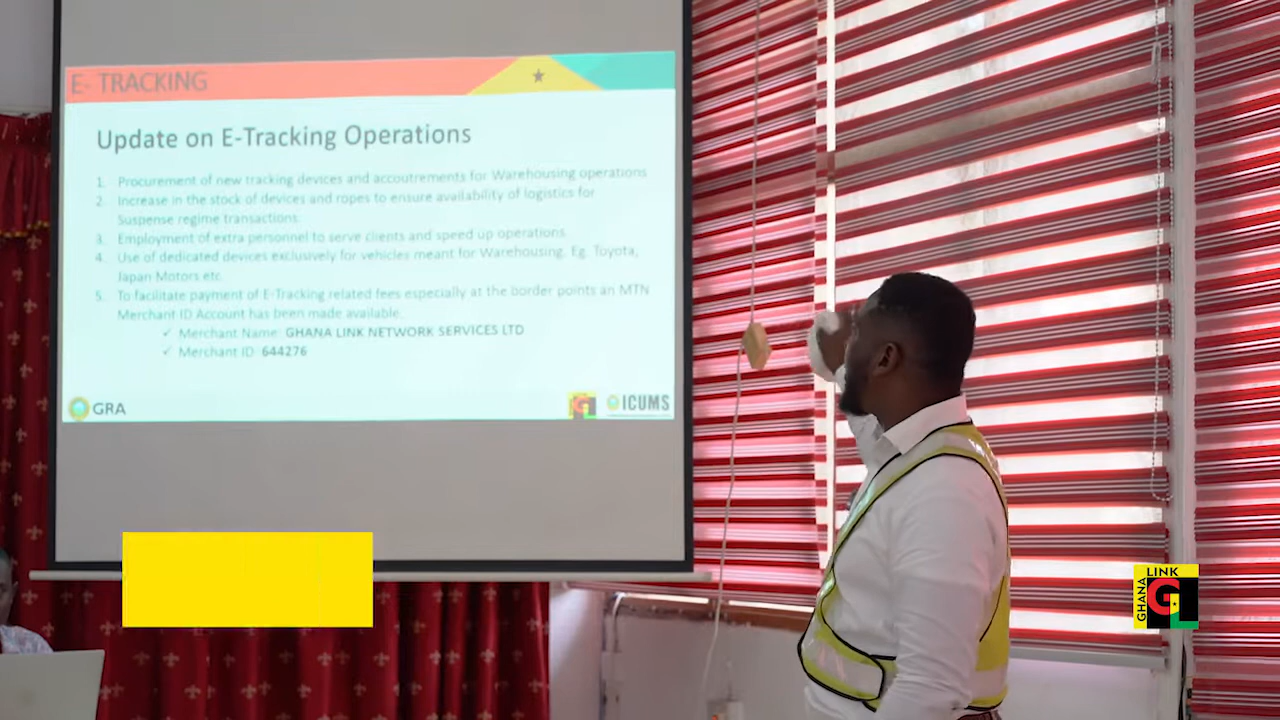 E- TRACKING
Update on E-Tracking Operations
1. Procurement of new tracking devices and accoutrements for Warehousing operations
2. Increase in the stock of devices and ropes to ensure availability of logistics for
Suspense regime transactions.
3. Employment of extra personnel to serve clients and speed up operations.
4. Use of dedicated devices exclusively for vehicles meant for Warehousing. Eg. Toyota,
Japan Motors etc.
5. To facilitate payment of E-Tracking related fees especially at the border points an MTN
Merchant ID Account has been made available.
✓ Merchant Name: GHANA LINK NETWORK SERVICES LTD
✓ Merchant ID: 644276
GRA
GL
ICUMS
GHANA
LINK
GL